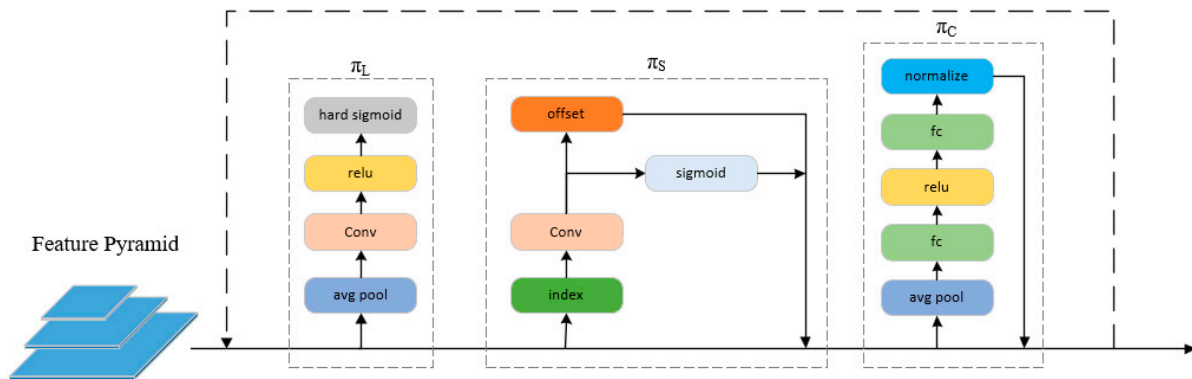 Feature Pyramid
π_L
hard sigmoid
relu
Conv
avg pool
π_S
offset
sigmoid
Conv
index
π_C
normalize
fc
relu
fc
avg pool